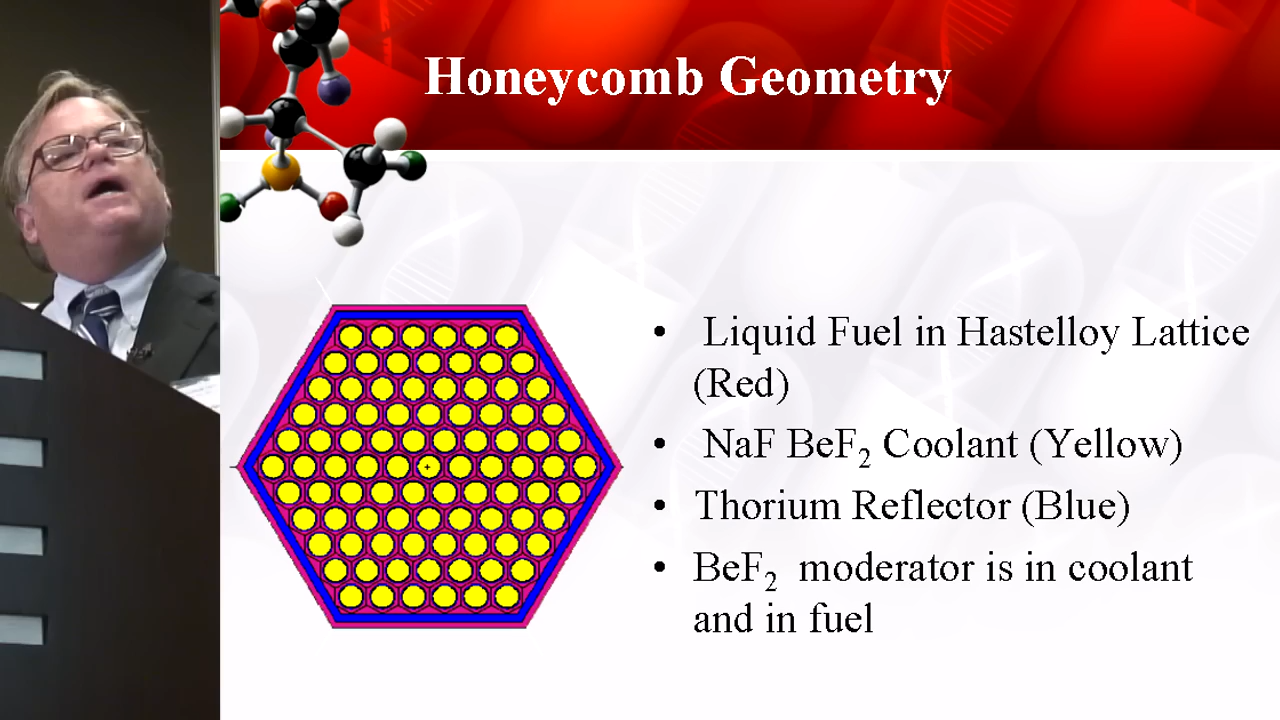 Honeycomb Geometry
• Liquid Fuel in Hastelloy Lattice
(Red)
• NaF BeF₂ Coolant (Yellow)
• Thorium Reflector (Blue)
• BeF₂ moderator is in coolant
and in fuel